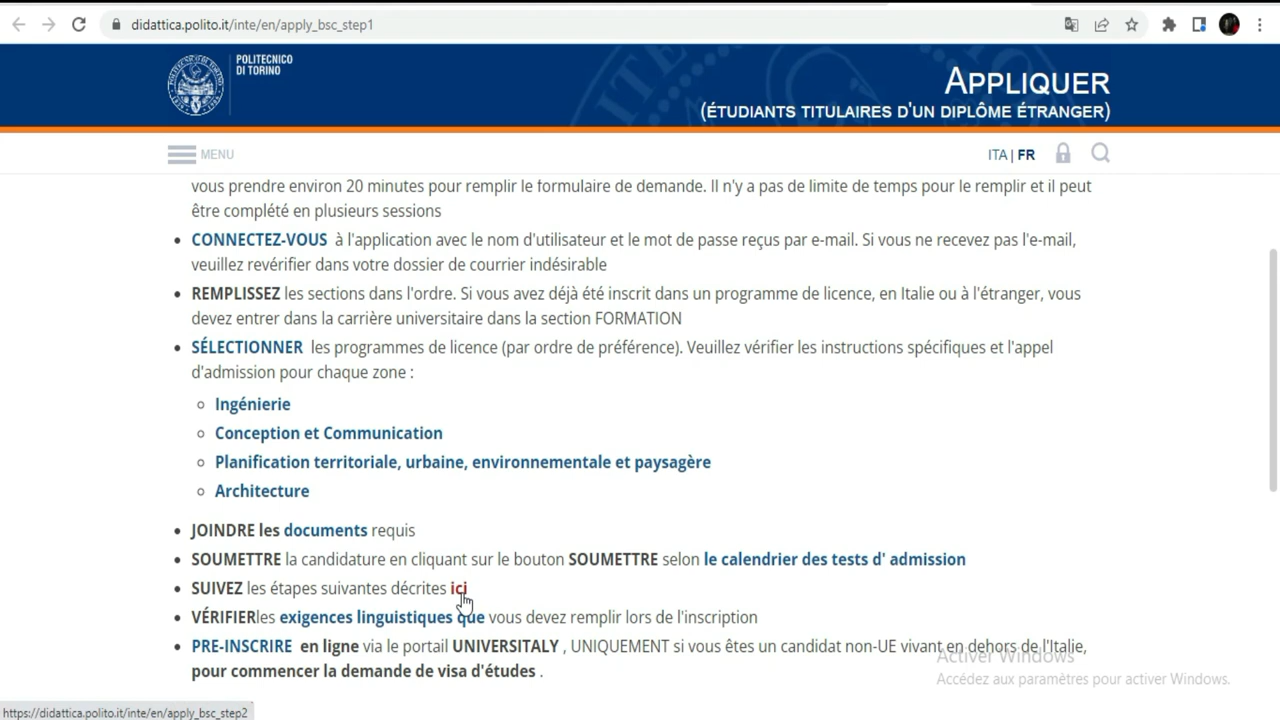 didattica.polito.it/inte/en/apply_bsc_step1
POLITECNICO
DI TORINO
APPLIQUER
(ÉTUDIANTS TITULAIRES D'UN DIPLÔME ÉTRANGER)
MENU
ITA | FR
vous prendre environ 20 minutes pour remplir le formulaire de demande. Il n'y a pas de limite de temps pour le remplir et il peut
être complété en plusieurs sessions
CONNECTEZ-VOUS à l'application avec le nom d'utilisateur et le mot de passe reçus par e-mail. Si vous ne recevez pas l'e-mail,
veuillez revérifier dans votre dossier de courrier indésirable
REMPLISSEZ les sections dans l'ordre. Si vous avez déjà été inscrit dans un programme de licence, en Italie ou à l'étranger, vous
devez entrer dans la carrière universitaire dans la section FORMATION
SÉLECTIONNER les programmes de licence (par ordre de préférence). Veuillez vérifier les instructions spécifiques et l'appel
d'admission pour chaque zone :
Ingénierie
Conception et Communication
Planification territoriale, urbaine, environnementale et paysagère
Architecture
JOINDRE les documents requis
SOUMETTRE la candidature en cliquant sur le bouton SOUMETTRE selon le calendrier des tests d' admission
SUIVEZ les étapes suivantes décrites ici
VÉRIFIERles exigences linguistiques que vous devez remplir lors de l'inscription
PRE-INSCRIRE en ligne via le portail UNIVERSITALY , UNIQUEMENT si vous êtes un candidat non-UE vivant en dehors de l'Italie,
pour commencer la demande de visa d'études .
Activer Windows
Accédez aux paramètres pour activer Windows.
https://didattica.polito.it/inte/en/apply_bsc_step2